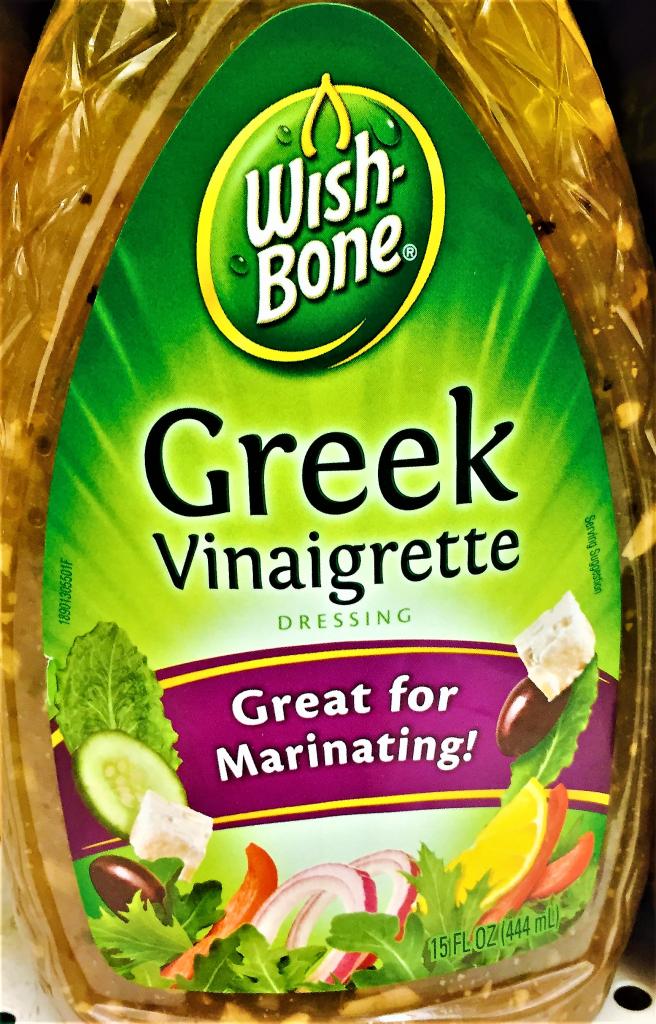 Wish-
Bone®
Greek
Vinaigrette
DRESSING
Serving Suggestion
Great for
Marinating!
15 FL OZ (444 mL)